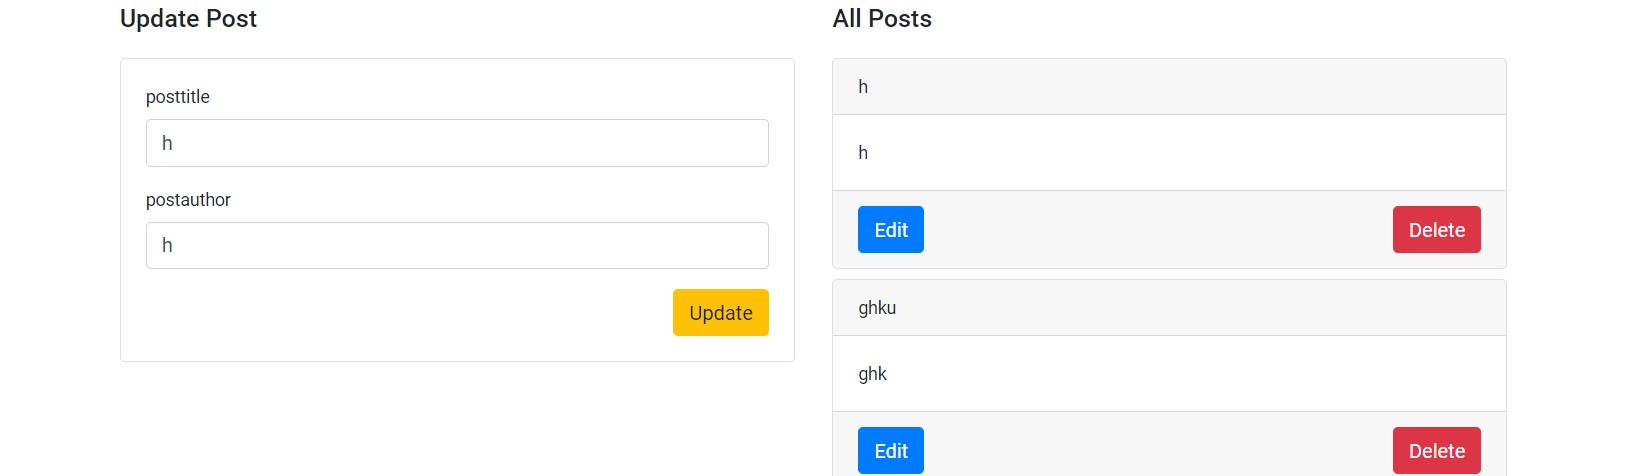 Update Post
posttitle
h
postauthor
h
Update
All Posts
h
h
Edit
Delete
ghku
ghk
Edit
Delete